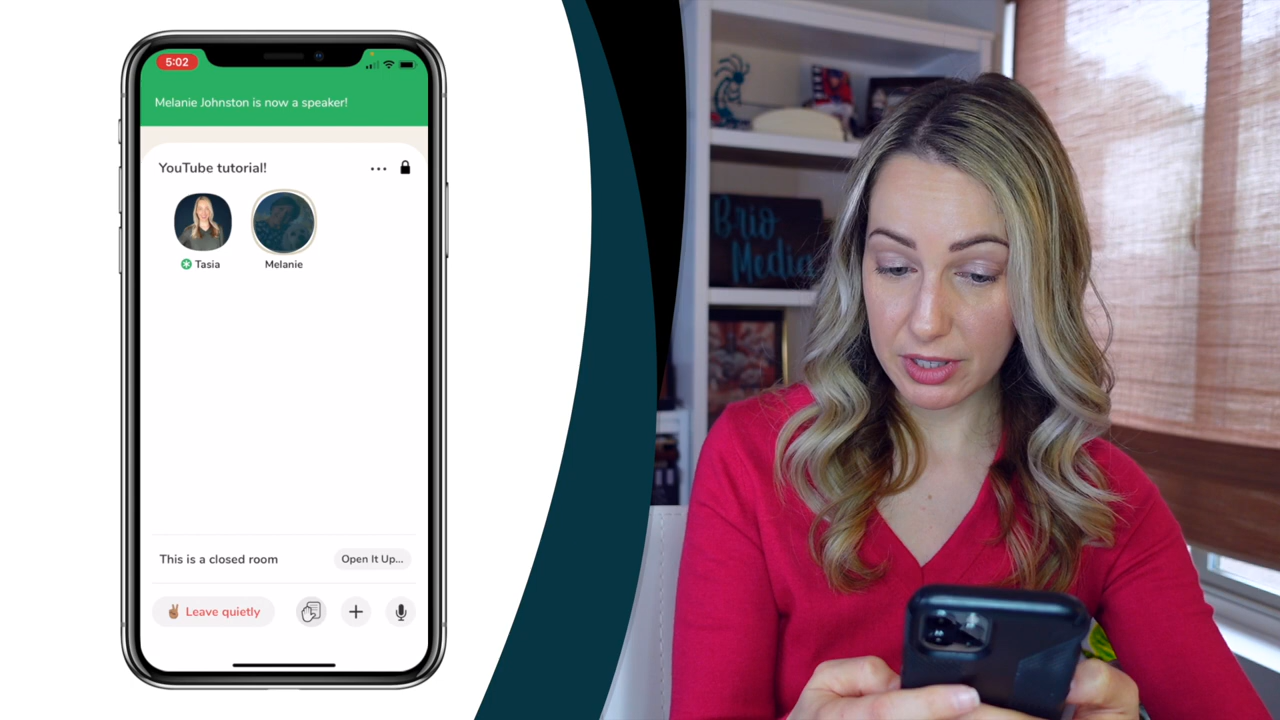 5:02
Melanie Johnston is now a speaker!
YouTube tutorial!
Tasia
Melanie
This is a closed room
Open It Up...
✌🏽 Leave quietly
Brio
Media